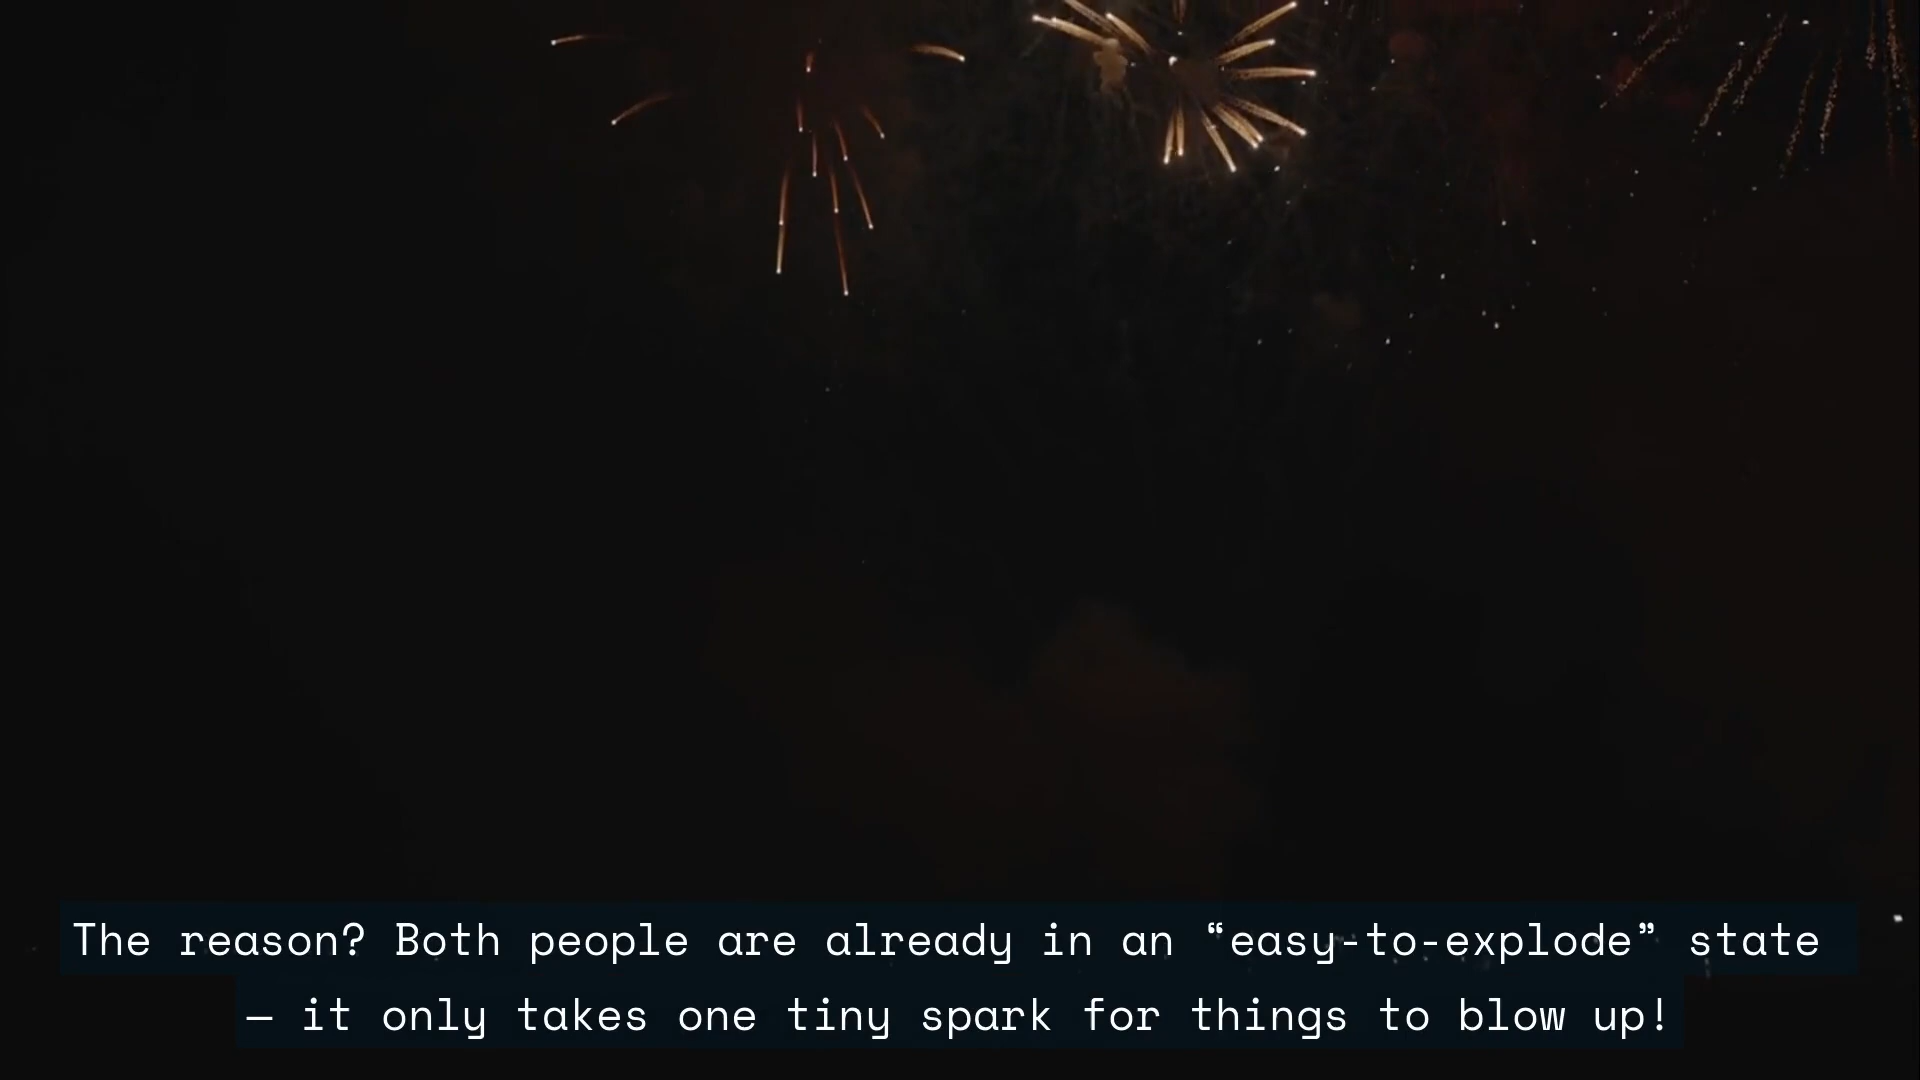 The reason? Both people are already in an “easy-to-explode” state
— it only takes one tiny spark for things to blow up!